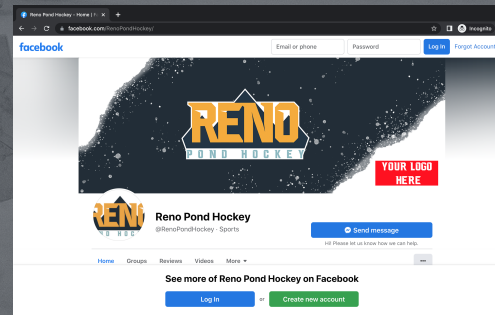 Reno Pond Hockey - Home | F
facebook.com/RenoPondHockey/
Incognito
facebook
Email or phone
Password
Log In
Forgot Account
RENO
POND HOCKEY
YOUR LOGO
HERE
RENO
Reno Pond Hockey
@RenoPondHockey · Sports
Send message
Hi! Please let us know how we can help.
Home Groups Reviews Videos More
See more of Reno Pond Hockey on Facebook
Log In or Create new account